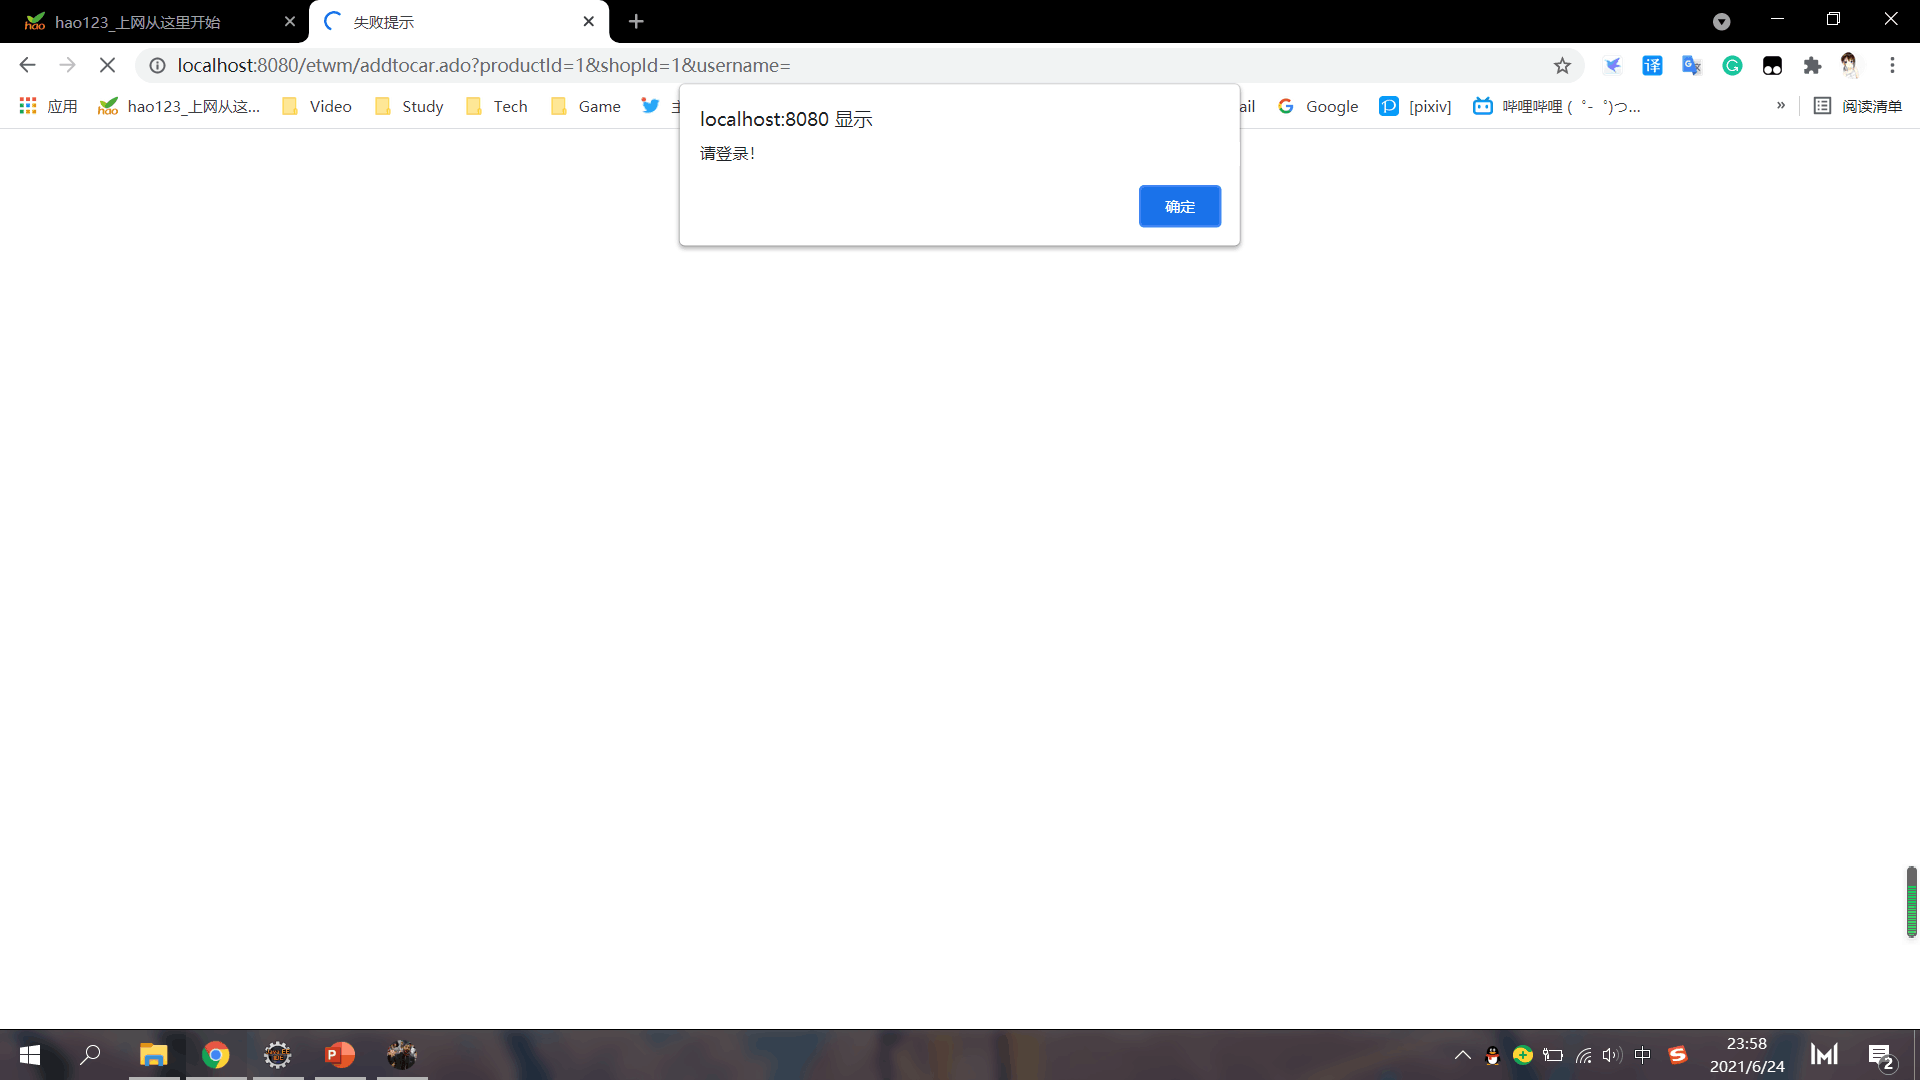 hao123_上网从这里开始
失败提示
localhost:8080/etwm/addtocar.ado?productId=1&shopId=1&username=
应用
hao123_上网从这...
Video
Study
Tech
Game
ail
Google
[pixiv]
哔哩哔哩 (゜-゜)つ...
»
阅读清单
localhost:8080 显示
请登录！
确定
中
23:58
2021/6/24
2